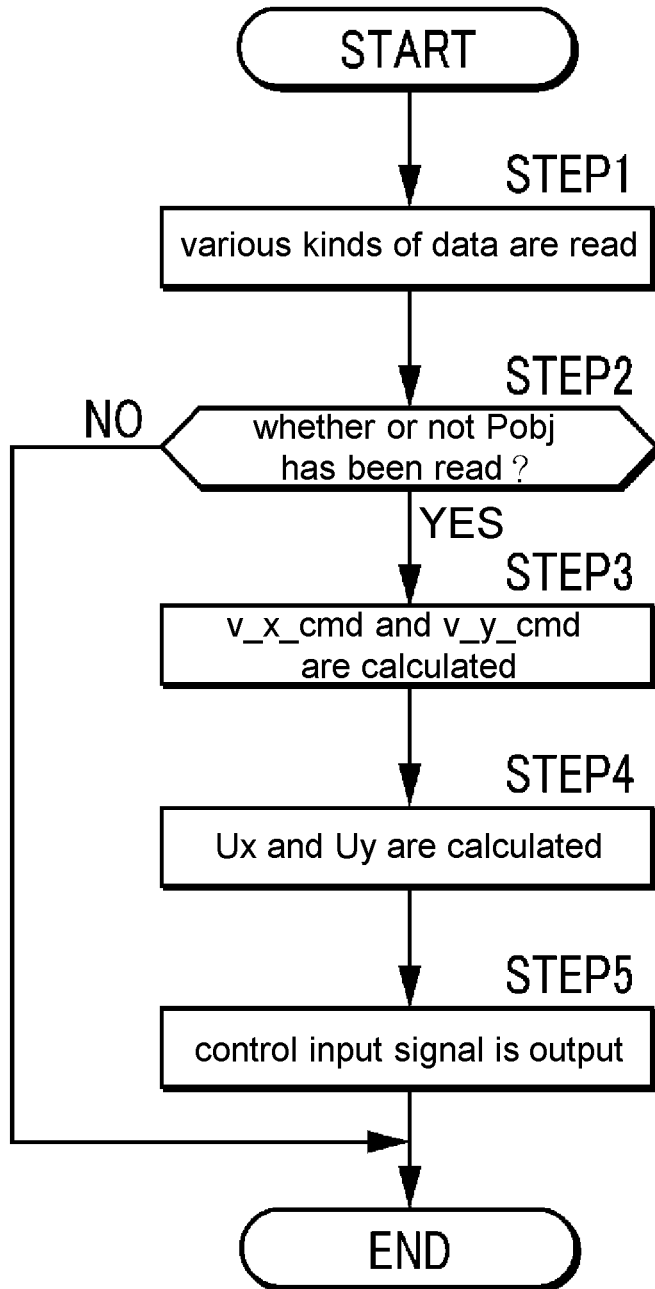 START
STEP1
various kinds of data are read
STEP2
NO
whether or not Pobj
has been read ?
YES
STEP3
v_x_cmd and v_y_cmd
are calculated
STEP4
Ux and Uy are calculated
STEP5
control input signal is output
END